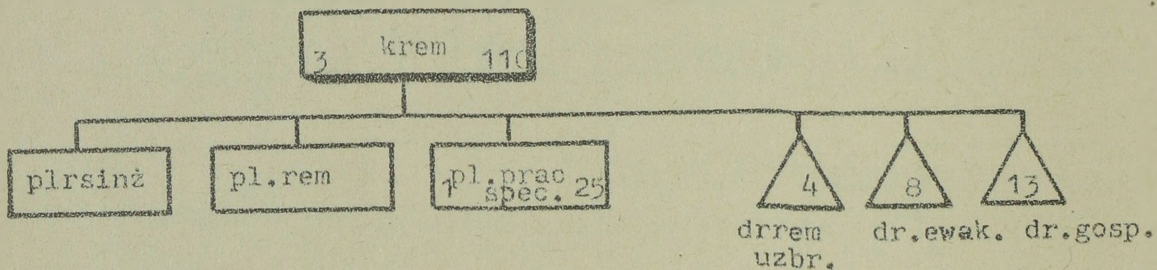 krem
3 110
plrsinż
pl.rem
pl.prac
1 spec. 25
4
8
13
drrem
uzbr.
dr.ewak.
dr.gosp.